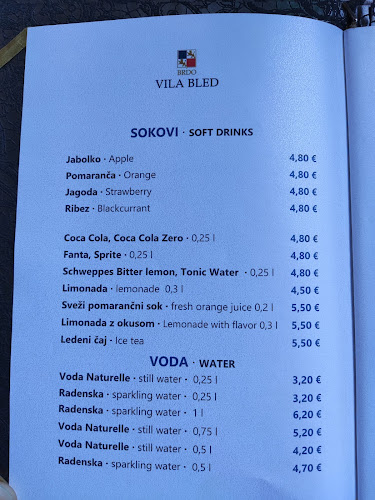 BRDO
VILA BLED
SOKOVI · SOFT DRINKS
Jabolko · Apple 4,80 €
Pomaranča · Orange 4,80 €
Jagoda · Strawberry 4,80 €
Ribez · Blackcurrant 4,80 €
Coca Cola, Coca Cola Zero · 0,25 l 4,80 €
Fanta, Sprite · 0,25 l 4,80 €
Schweppes Bitter lemon, Tonic Water · 0,25 l 4,80 €
Limonada · lemonade 0,3 l 4,50 €
Sveži pomarančni sok · fresh orange juice 0,2 l 5,50 €
Limonada z okusom · Lemonade with flavor 0,3 l 5,50 €
Ledeni čaj · Ice tea 5,50 €
VODA · WATER
Voda Naturelle · still water · 0,25 l 3,20 €
Radenska · sparkling water · 0,25 l 3,20 €
Radenska · sparkling water · 1 l 6,20 €
Voda Naturelle · still water · 0,75 l 5,20 €
Voda Naturelle · still water · 0,5 l 4,20 €
Radenska · sparkling water · 0,5 l 4,70 €